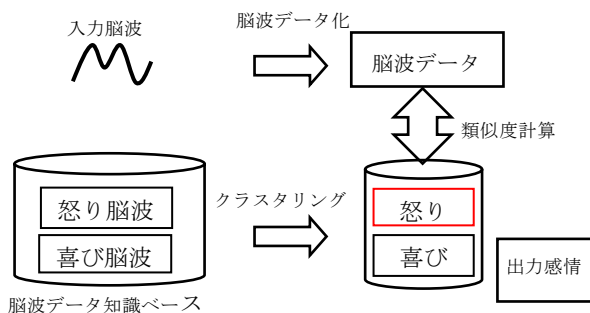 入力脳波
脳波データ化
脳波データ
類似度計算
怒り脳波
喜び脳波
脳波データ知識ベース
クラスタリング
怒り
喜び
出力感情